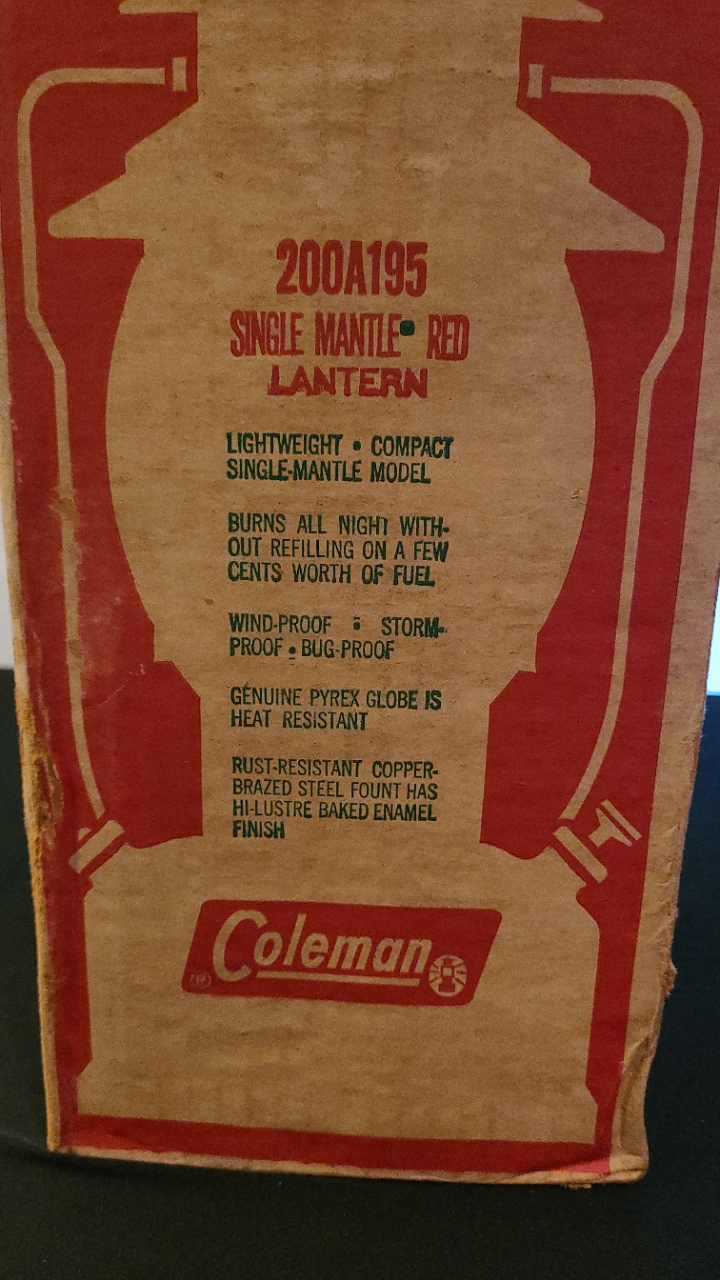 200A195
SINGLE MANTLE • RED
LANTERN
LIGHTWEIGHT • COMPACT
SINGLE-MANTLE MODEL
BURNS ALL NIGHT WITH-
OUT REFILLING ON A FEW
CENTS WORTH OF FUEL
WIND-PROOF • STORM-
PROOF • BUG-PROOF
GENUINE PYREX GLOBE IS
HEAT RESISTANT
RUST-RESISTANT COPPER-
BRAZED STEEL FOUNT HAS
HI-LUSTRE BAKED ENAMEL
FINISH
® Coleman